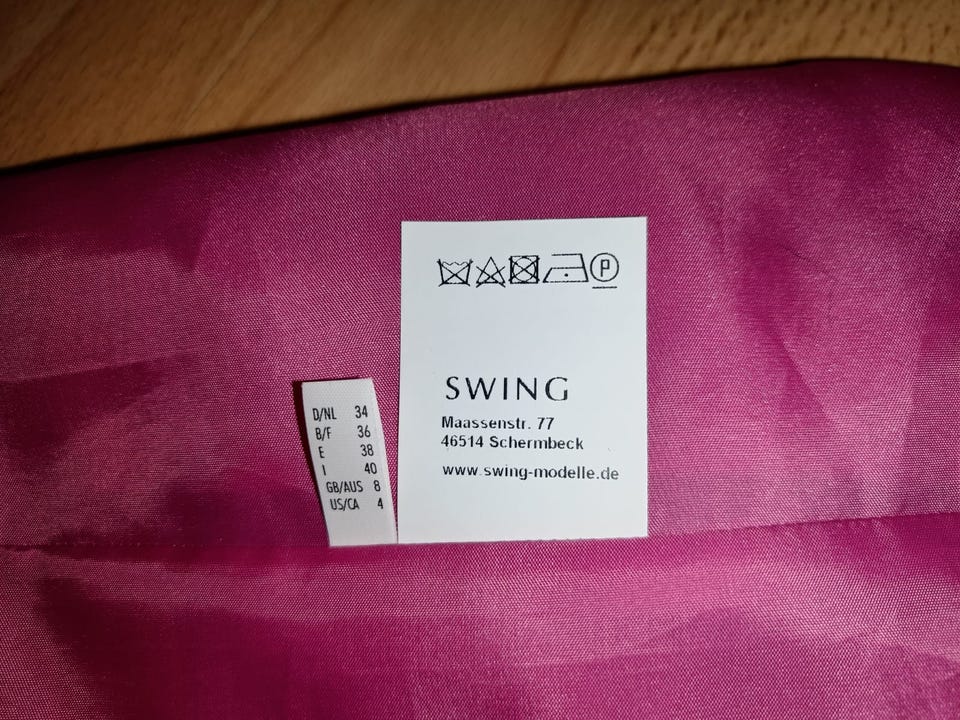 P
SWING
Maassenstr. 77
46514 Schermbeck
www.swing-modelle.de
D/NL 34
B/F 36
E 38
I 40
GB/AUS 8
US/CA 4